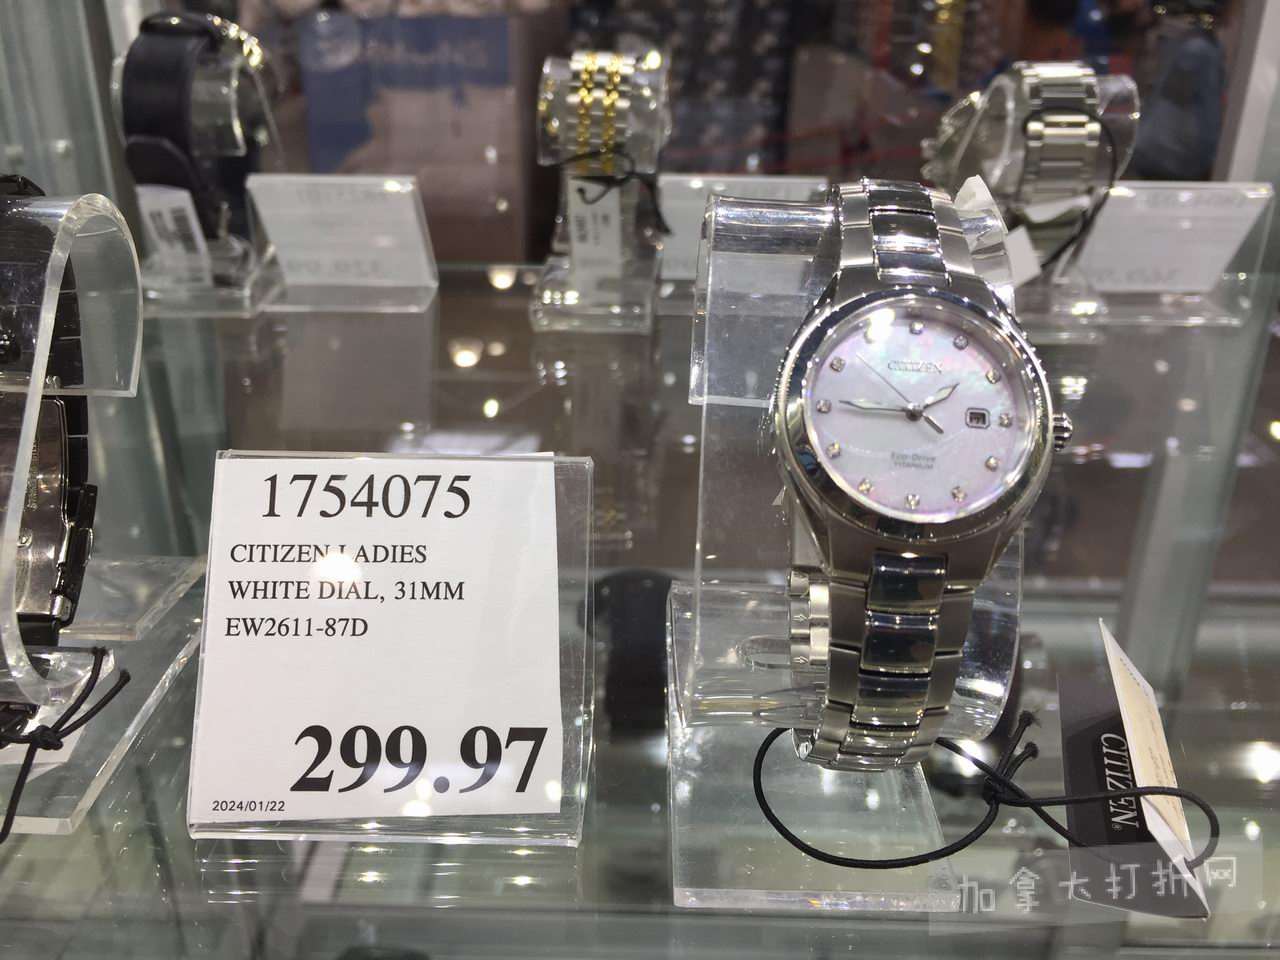 1754075
CITIZEN LADIES
WHITE DIAL, 31MM
EW2611-87D
299.97
2024/01/22
CITIZEN
Eco-Drive
TITANIUM
CITIZEN®
加拿大打折网